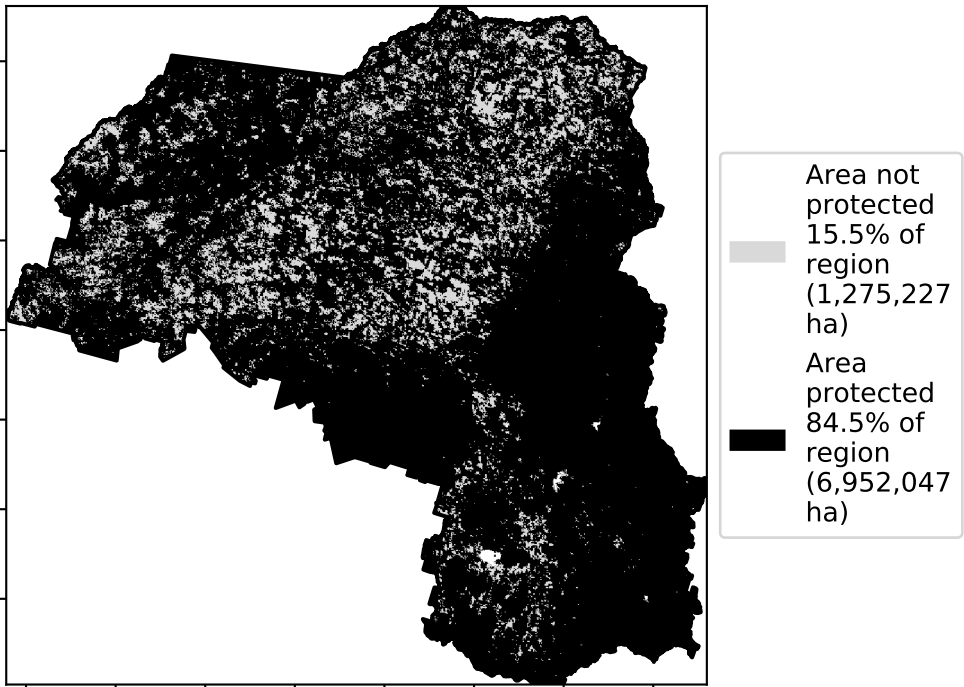 Area not
protected
15.5% of
region
(1,275,227
ha)
Area
protected
84.5% of
region
(6,952,047
ha)